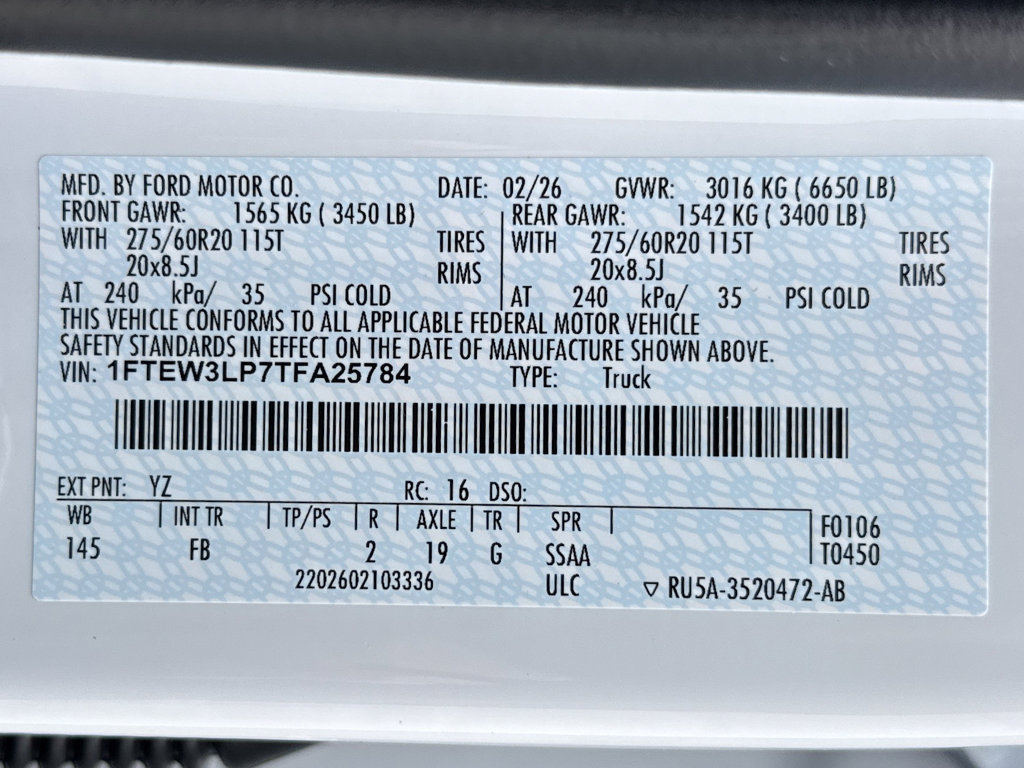 MFD. BY FORD MOTOR CO. DATE: 02/26 GVWR: 3016 KG ( 6650 LB)
FRONT GAWR: 1565 KG ( 3450 LB) REAR GAWR: 1542 KG ( 3400 LB)
WITH 275/60R20 115T TIRES WITH 275/60R20 115T TIRES
20x8.5J RIMS 20x8.5J RIMS
AT 240 kPa/ 35 PSI COLD AT 240 kPa/ 35 PSI COLD
THIS VEHICLE CONFORMS TO ALL APPLICABLE FEDERAL MOTOR VEHICLE
SAFETY STANDARDS IN EFFECT ON THE DATE OF MANUFACTURE SHOWN ABOVE.
VIN: 1FTEW3LP7TFA25784 TYPE: Truck
EXT PNT: YZ RC: 16 DSO:
WB INT TR TP/PS R AXLE TR SPR F0106
145 FB 2 19 G SSAA T0450
2202602103336 ULC ▽ RU5A-3520472-AB